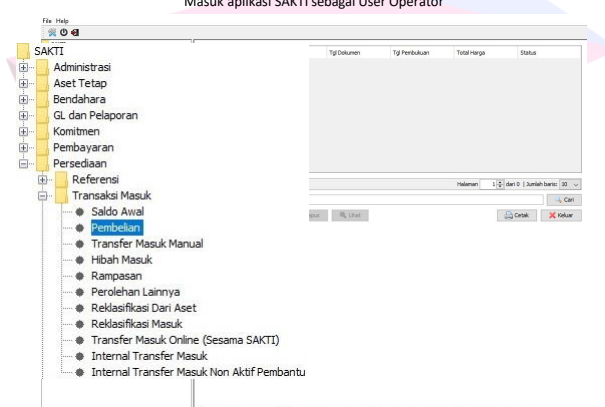 Masuk aplikasi SAKTI sebagai User Operator
File Help
SAKTI
Tgl Dokumen Tgl Pembukuan Total Harga Status
Administrasi
Aset Tetap
Bendahara
GL dan Pelaporan
Komitmen
Pembayaran
Persediaan
Referensi
Halaman 1 dari 0 | Jumlah baris: 10
Transaksi Masuk
Cari
Saldo Awal
Lihat Cetak Keluar
Pembelian
Transfer Masuk Manual
Hibah Masuk
Rampasan
Perolehan Lainnya
Reklasifikasi Dari Aset
Reklasifikasi Masuk
Transfer Masuk Online (Sesama SAKTI)
Internal Transfer Masuk
Internal Transfer Masuk Non Aktif Pembantu